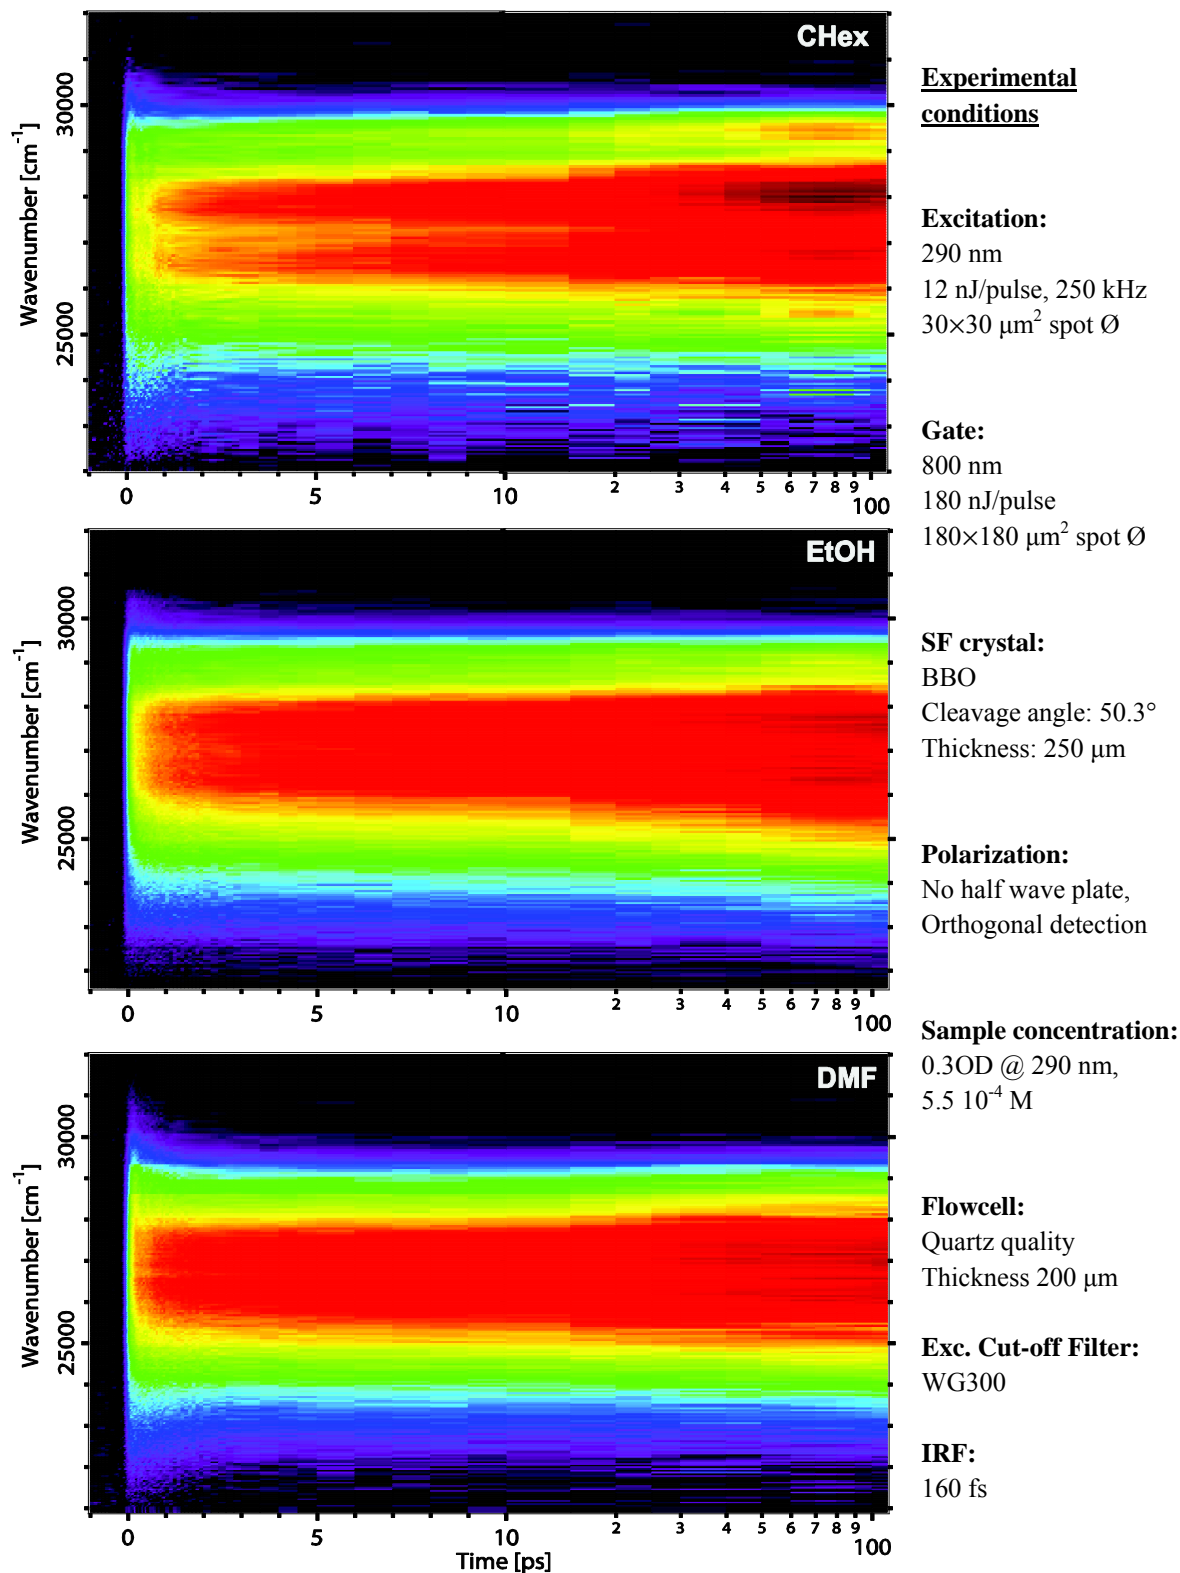 CHex
Wavenumber [cm-1]
30000
25000
0
5
10
2
3
4
5
6
7
8
9
100
EtOH
Wavenumber [cm-1]
30000
25000
0
5
10
2
3
4
5
6
7
8
9
100
DMF
Wavenumber [cm-1]
30000
25000
0
5
10
2
3
4
5
6
7
8
9
100
Time [ps]
Experimental
conditions
Excitation:
290 nm
12 nJ/pulse, 250 kHz
30×30 μm2 spot Ø
Gate:
800 nm
180 nJ/pulse
180×180 μm2 spot Ø
SF crystal:
BBO
Cleavage angle: 50.3°
Thickness: 250 μm
Polarization:
No half wave plate,
Orthogonal detection
Sample concentration:
0.3OD @ 290 nm,
5.5 10-4 M
Flowcell:
Quartz quality
Thickness 200 μm
Exc. Cut-off Filter:
WG300
IRF:
160 fs